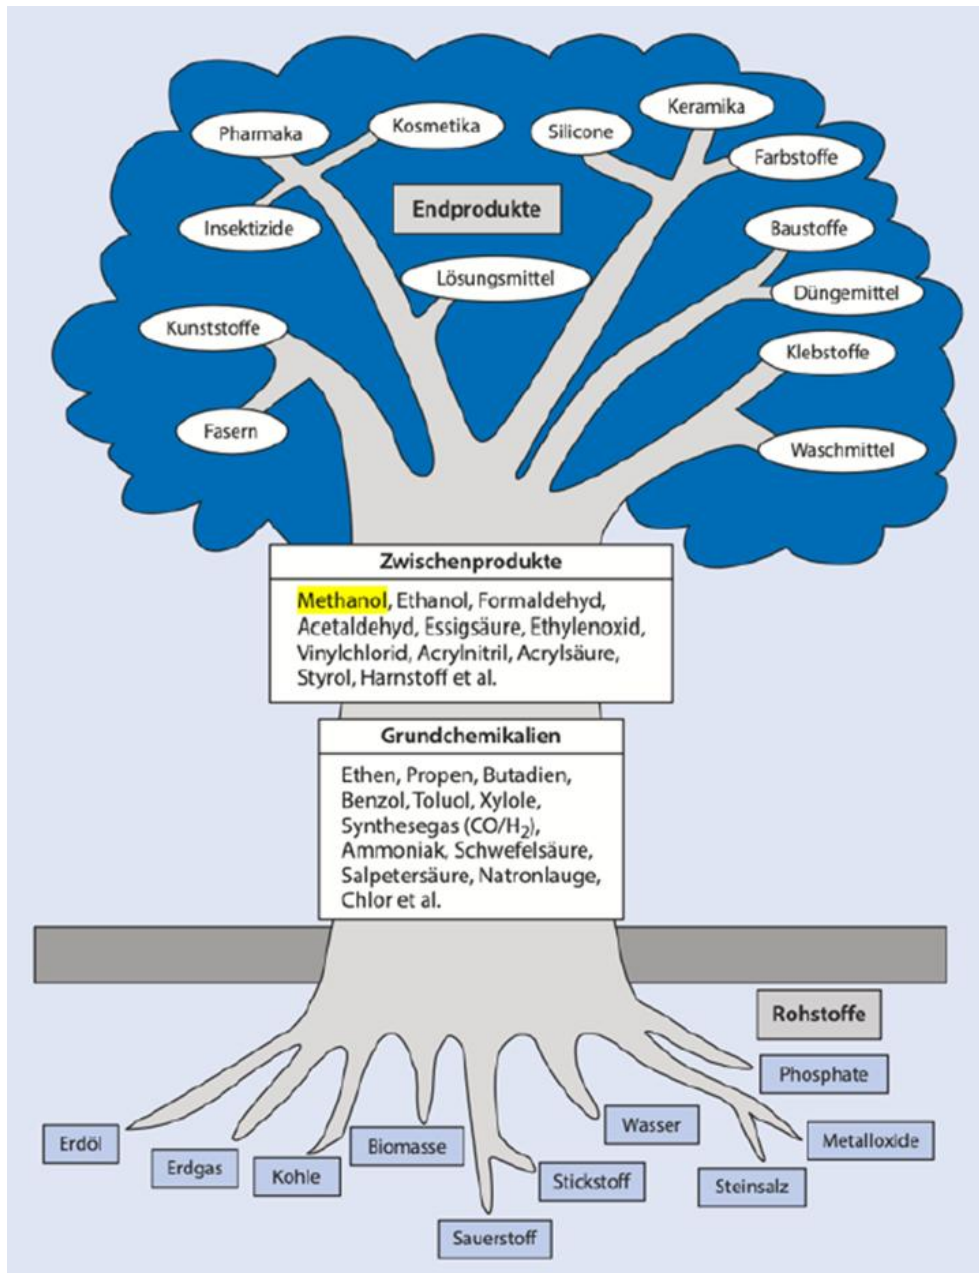 Keramika
Pharmaka
Kosmetika
Silicone
Farbstoffe
Endprodukte
Insektizide
Baustoffe
Lösungsmittel
Düngemittel
Kunststoffe
Klebstoffe
Fasern
Waschmittel
Zwischenprodukte
Methanol, Ethanol, Formaldehyd,
Acetaldehyd, Essigsäure, Ethylenoxid,
Vinylchlorid, Acrylnitril, Acrylsäure,
Styrol, Harnstoff et al.
Grundchemikalien
Ethen, Propen, Butadien,
Benzol, Toluol, Xylole,
Synthesegas (CO/H₂),
Ammoniak, Schwefelsäure,
Salpetersäure, Natronlauge,
Chlor et al.
Rohstoffe
Phosphate
Erdöl
Erdgas
Kohle
Biomasse
Sauerstoff
Stickstoff
Wasser
Steinsalz
Metalloxide